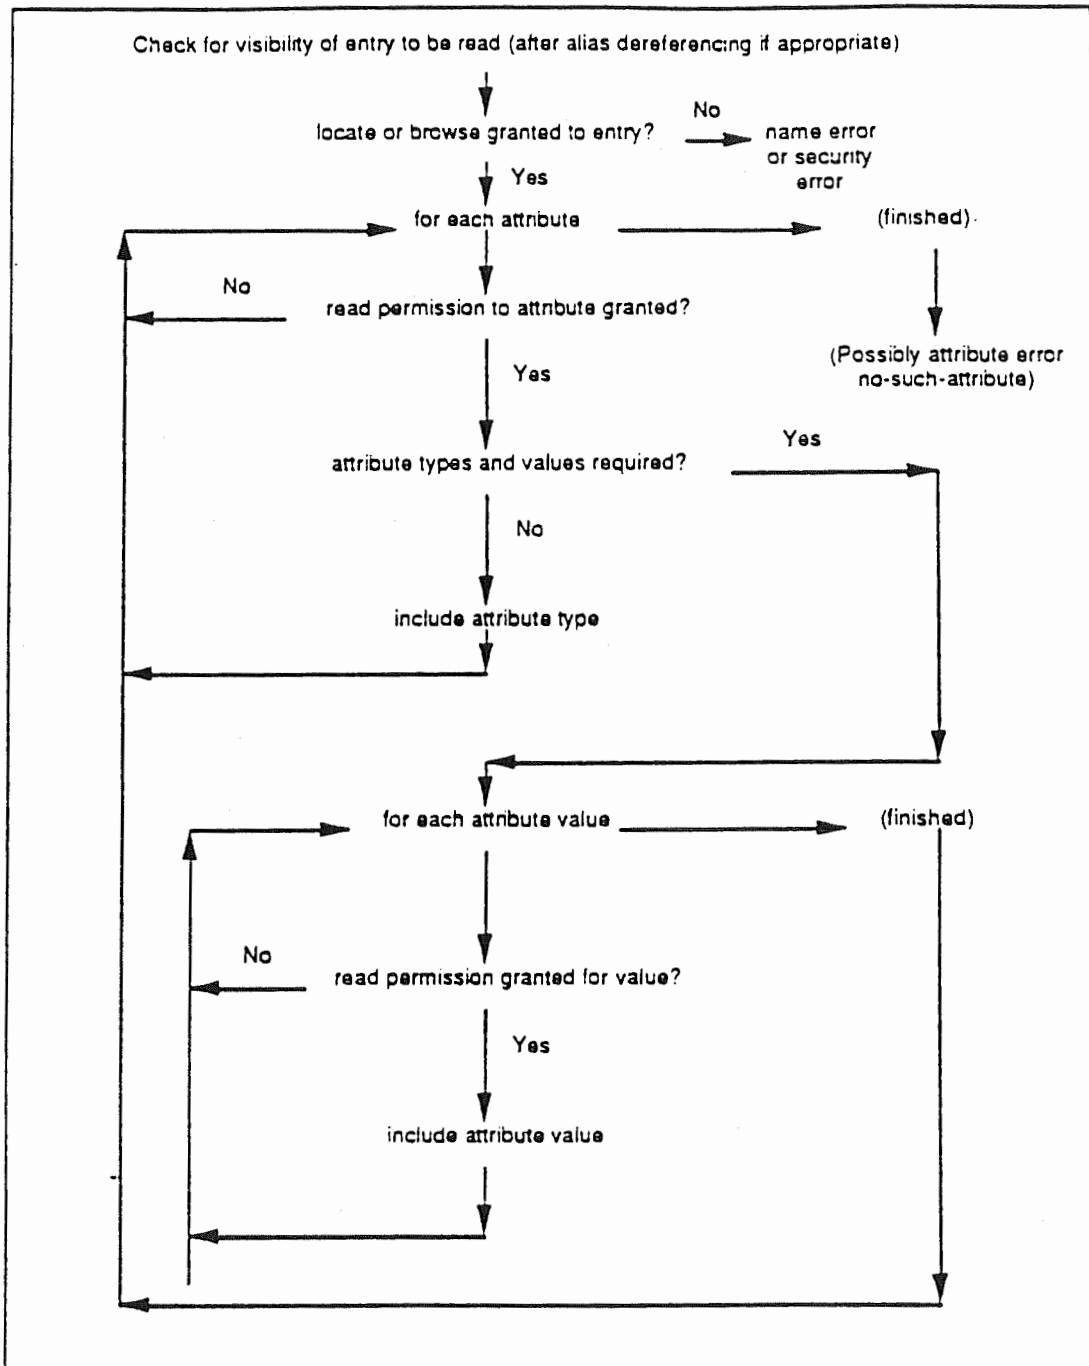 Check for visibility of entry to be read (after alias dereferencing if appropriate)
No
locate or browse granted to entry?
name error
or security
error
Yes
for each attribute
(finished)
No
read permission to attribute granted?
(Possibly attribute error
no-such-attribute)
Yes
attribute types and values required?
Yes
No
include attribute type
for each attribute value
(finished)
No
read permission granted for value?
Yes
include attribute value